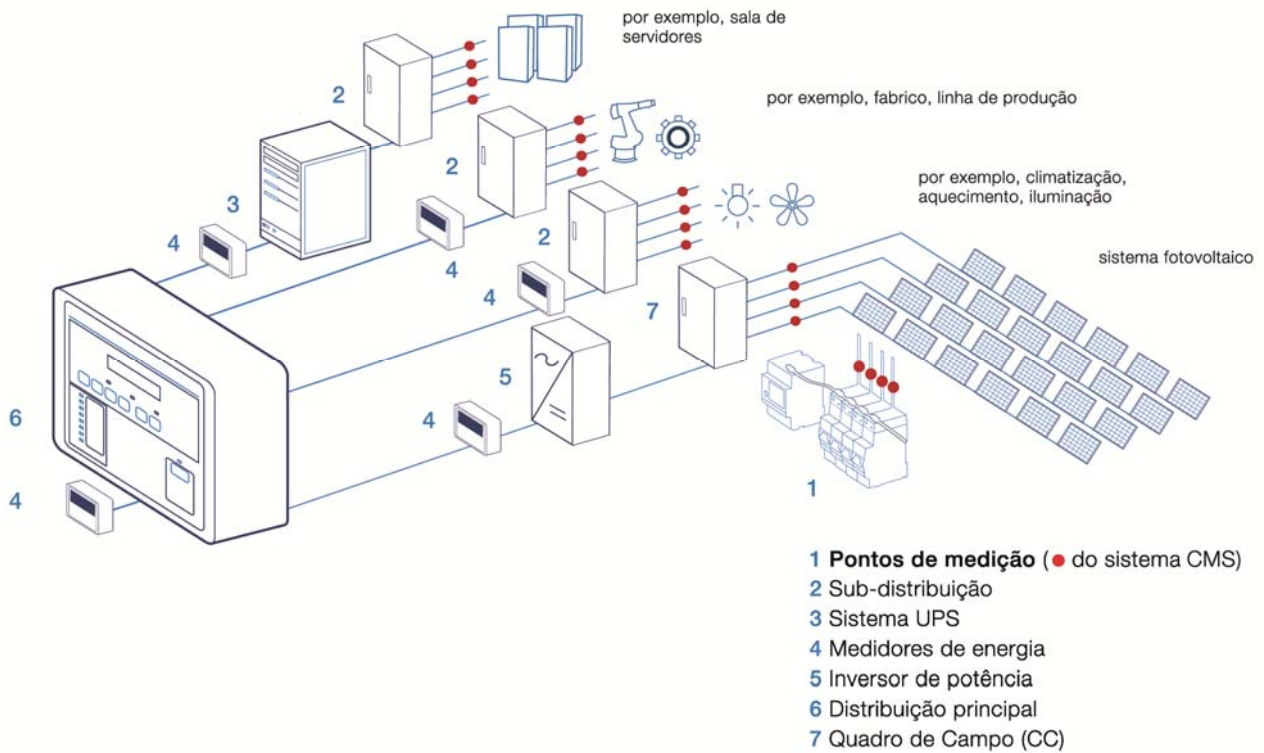 por exemplo, sala de
servidores
2
por exemplo, fabrico, linha de produção
2
por exemplo, climatização,
aquecimento, iluminação
3
4
2
sistema fotovoltaico
4
4
7
5
6
4
4
1
1 Pontos de medição (● do sistema CMS)
2 Sub-distribuição
3 Sistema UPS
4 Medidores de energia
5 Inversor de potência
6 Distribuição principal
7 Quadro de Campo (CC)